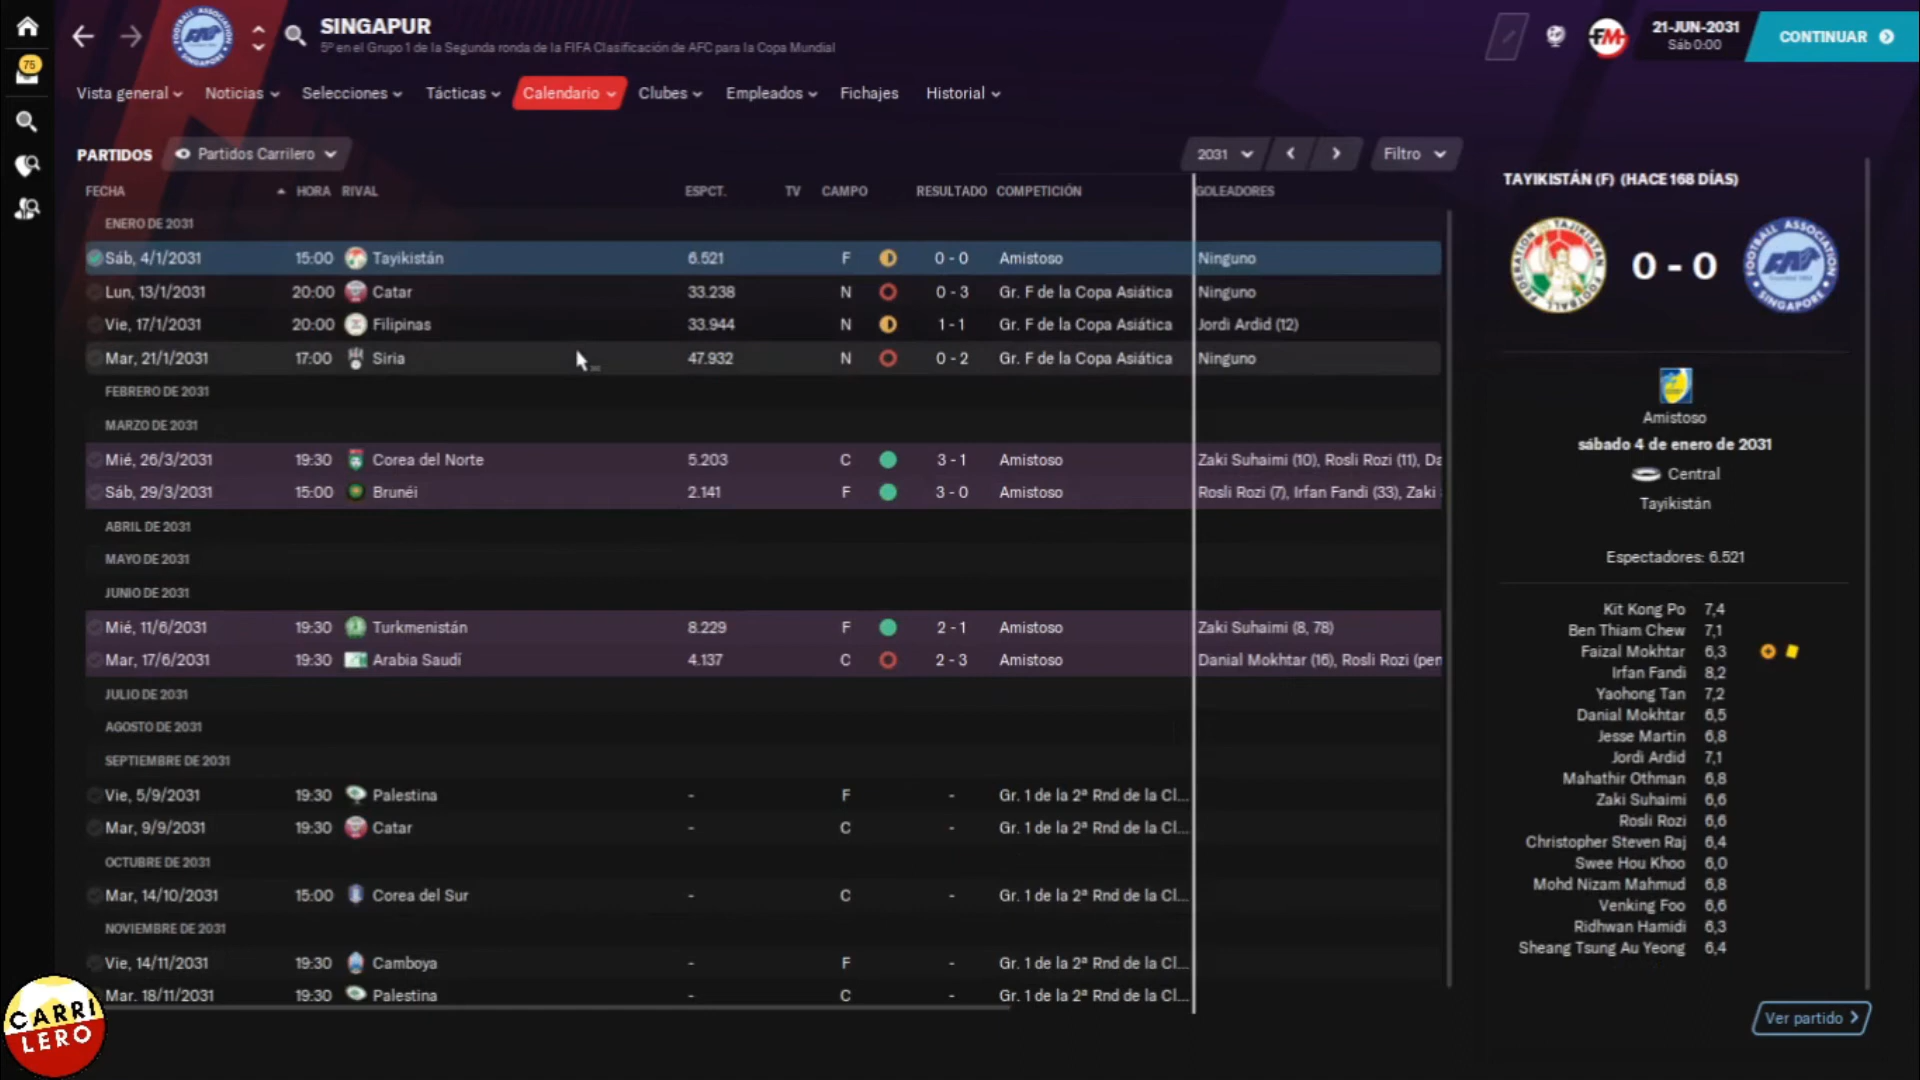 SINGAPUR
5º en el Grupo 1 de la Segunda ronda de la FIFA Clasificación de AFC para la Copa Mundial
21-JUN-2031
Sáb 0:00
CONTINUAR
75
FM
Vista general Noticias Selecciones Tácticas Calendario Clubes Empleados Fichajes Historial
PARTIDOS Partidos Carrilero 2031 Filtro
FECHA HORA RIVAL ESPCT. TV CAMPO RESULTADO COMPETICIÓN GOLEADORES
ENERO DE 2031
Sáb, 4/1/2031 15:00 Tayikistán 6.521 F 0 - 0 Amistoso Ninguno
Lun, 13/1/2031 20:00 Catar 33.238 N 0 - 3 Gr. F de la Copa Asiática Ninguno
Vie, 17/1/2031 20:00 Filipinas 33.944 N 1 - 1 Gr. F de la Copa Asiática Jordi Ardid (12)
Mar, 21/1/2031 17:00 Siria 47.932 N 0 - 2 Gr. F de la Copa Asiática Ninguno
FEBRERO DE 2031
MARZO DE 2031
Mié, 26/3/2031 19:30 Corea del Norte 5.203 C 3 - 1 Amistoso Zaki Suhaimi (10), Rosli Rozi (11), Da
Sáb, 29/3/2031 15:00 Brunéi 2.141 F 3 - 0 Amistoso Rosli Rozi (7), Irfan Fandi (33), Zaki
ABRIL DE 2031
MAYO DE 2031
JUNIO DE 2031
Mié, 11/6/2031 19:30 Turkmenistán 8.229 F 2 - 1 Amistoso Zaki Suhaimi (8, 78)
Mar, 17/6/2031 19:30 Arabia Saudí 4.137 C 2 - 3 Amistoso Danial Mokhtar (16), Rosli Rozi (pen
JULIO DE 2031
AGOSTO DE 2031
SEPTIEMBRE DE 2031
Vie, 5/9/2031 19:30 Palestina - F - Gr. 1 de la 2ª Rnd de la Cl...
Mar, 9/9/2031 19:30 Catar - C - Gr. 1 de la 2ª Rnd de la Cl...
OCTUBRE DE 2031
Mar, 14/10/2031 15:00 Corea del Sur - C - Gr. 1 de la 2ª Rnd de la Cl...
NOVIEMBRE DE 2031
Vie, 14/11/2031 19:30 Camboya - F - Gr. 1 de la 2ª Rnd de la Cl...
Mar. 18/11/2031 19:30 Palestina - C - Gr. 1 de la 2ª Rnd de la Cl...
TAYIKISTÁN (F) (HACE 168 DÍAS)
TAJIKISTAN FOOTBALL FEDERATION
0 - 0
FOOTBALL ASSOCIATION SINGAPORE
Amistoso
sábado 4 de enero de 2031
Central
Tayikistán
Espectadores: 6.521
Kit Kong Po 7,4
Ben Thiam Chew 7,1
Faizal Mokhtar 6,3
Irfan Fandi 8,2
Yaohong Tan 7,2
Danial Mokhtar 6,5
Jesse Martin 6,8
Jordi Ardid 7,1
Mahathir Othman 6,8
Zaki Suhaimi 6,6
Rosli Rozi 6,6
Christopher Steven Raj 6,4
Swee Hou Khoo 6,0
Mohd Nizam Mahmud 6,8
Venking Foo 6,6
Ridhwan Hamidi 6,3
Sheang Tsung Au Yeong 6,4
Ver partido
CARRI
LERO